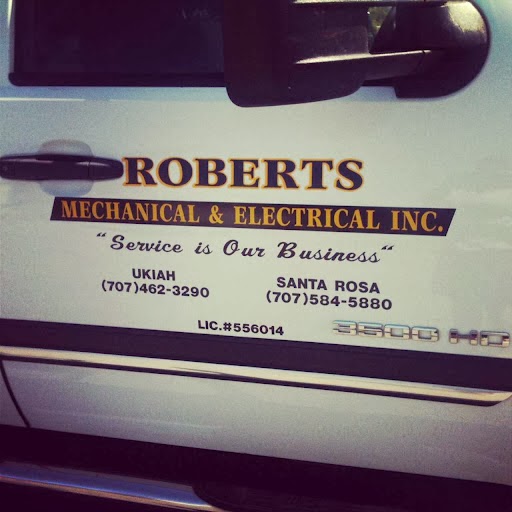 ROBERTS
MECHANICAL & ELECTRICAL INC.
"Service is Our Business"
UKIAH
(707)462-3290
SANTA ROSA
(707)584-5880
LIC.#556014
3500 HD